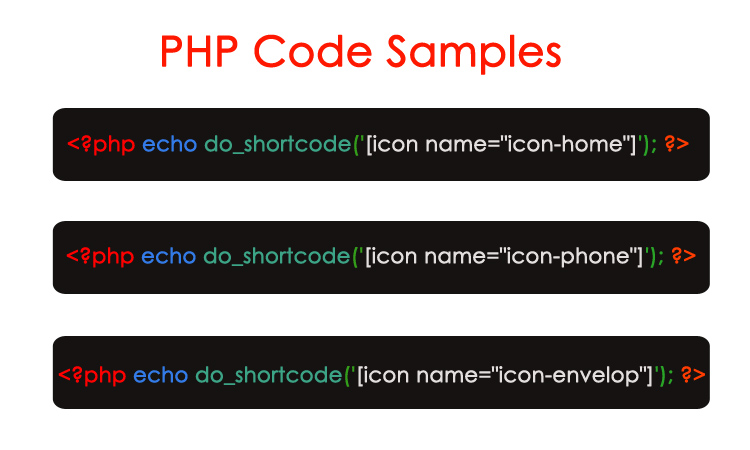 PHP Code Samples
<?php echo do_shortcode('[icon name="icon-home"]'); ?>
<?php echo do_shortcode('[icon name="icon-phone"]'); ?>
<?php echo do_shortcode('[icon name="icon-envelop"]'); ?>